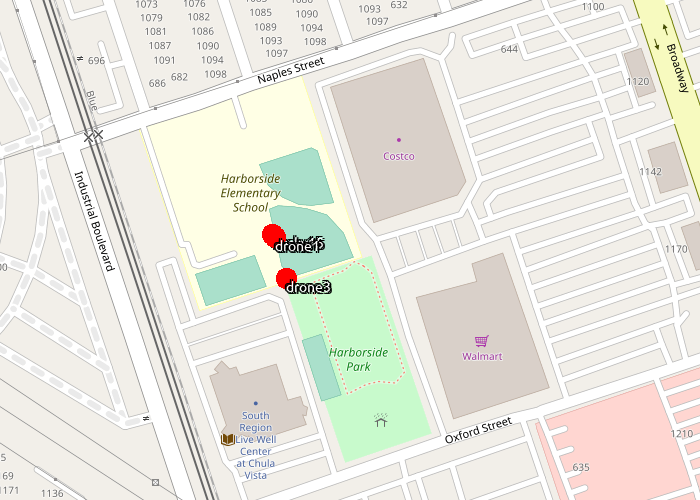 1073
1079
1081
1087
1091
1076
1082
1086
1090
1094
1098
1085
1089
1093
1097
1090
1094
1098
1093
1097
632
1100
644
Broadway
1120
696
686
682
Naples Street
Blue
Costco
1142
Harborside
Elementary
School
Industrial Boulevard
1170
drone1
drone3
Harborside
Park
Walmart
South
Region
Live Well
Center
at Chula
Vista
Oxford Street
1210
635
169
1171
1136